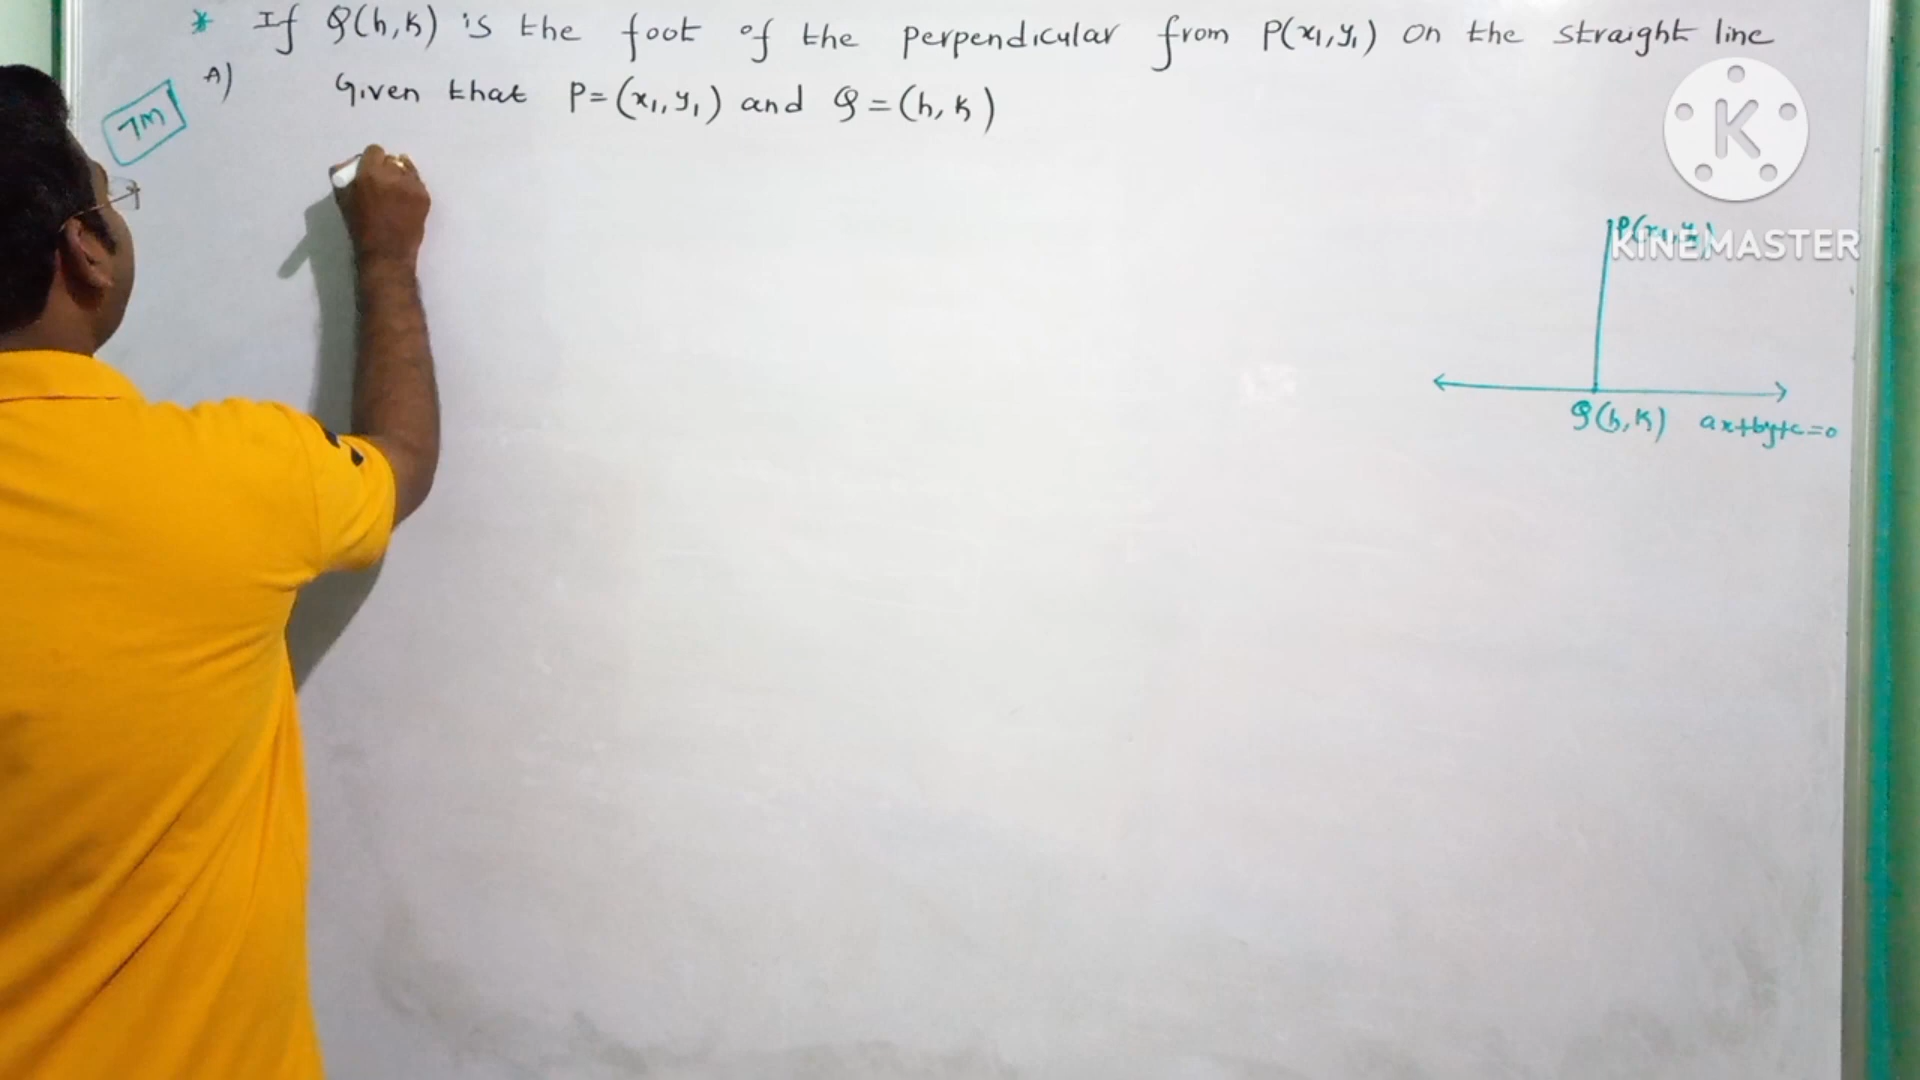 * If Q(h,k) is the foot of the perpendicular from P(x₁,y₁) on the straight line
A) Given that P=(x₁,y₁) and Q=(h,k)
7M
K
P(x₁,y₁)
KINEMASTER
Q(h,k) ax+by+c=0